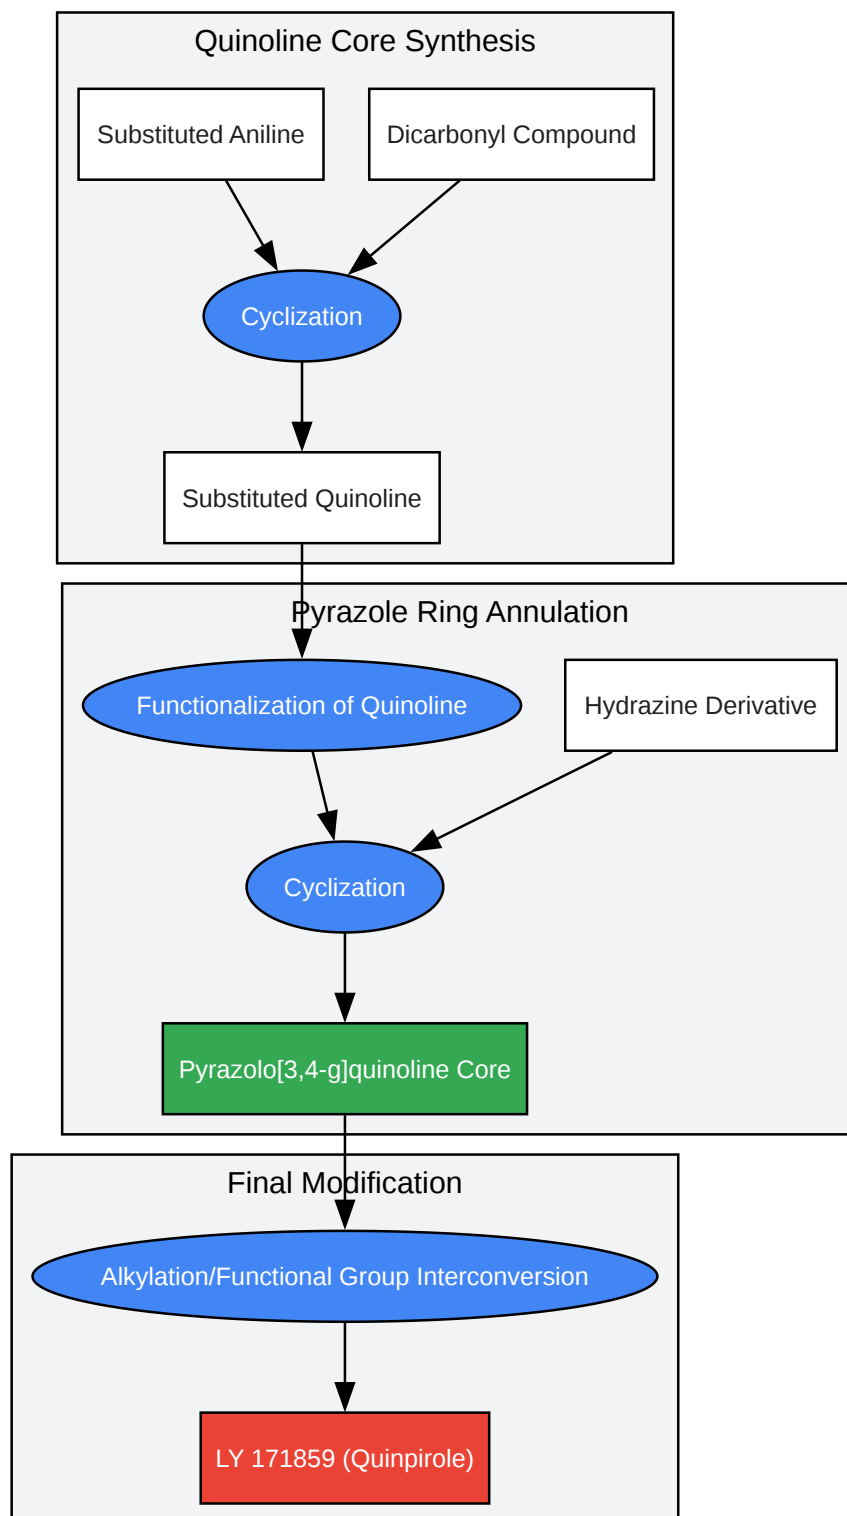 Quinoline Core Synthesis
Substituted Aniline
Dicarbonyl Compound
Cyclization
Substituted Quinoline
Pyrazole Ring Annulation
Functionalization of Quinoline
Hydrazine Derivative
Cyclization
Pyrazolo[3,4-g]quinoline Core
Final Modification
Alkylation/Functional Group Interconversion
LY 171859 (Quinpirole)